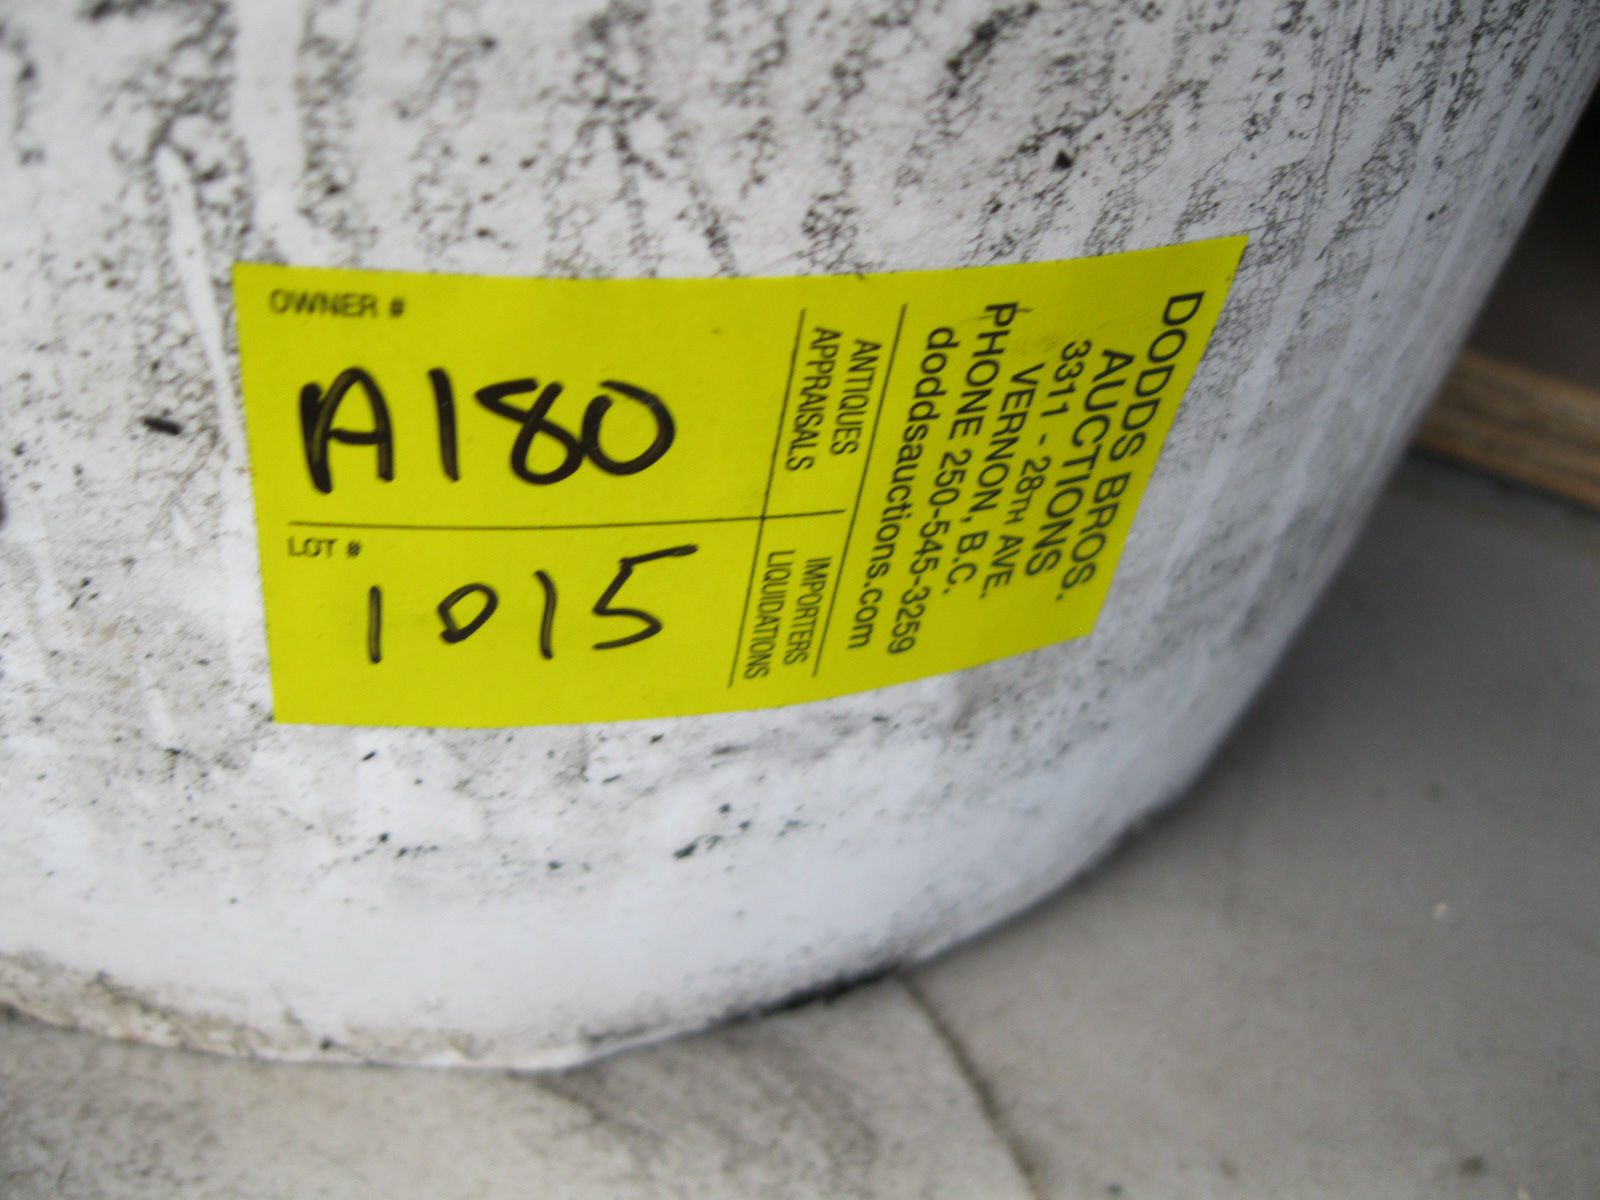 OWNER #
A180
LOT #
1015
DODDS BROS.
AUCTIONS
3311 - 28TH AVE.
VERNON, B.C.
PHONE 250-545-3259
doddsauctions.com
ANTIQUES IMPORTERS
APPRAISALS LIQUIDATIONS